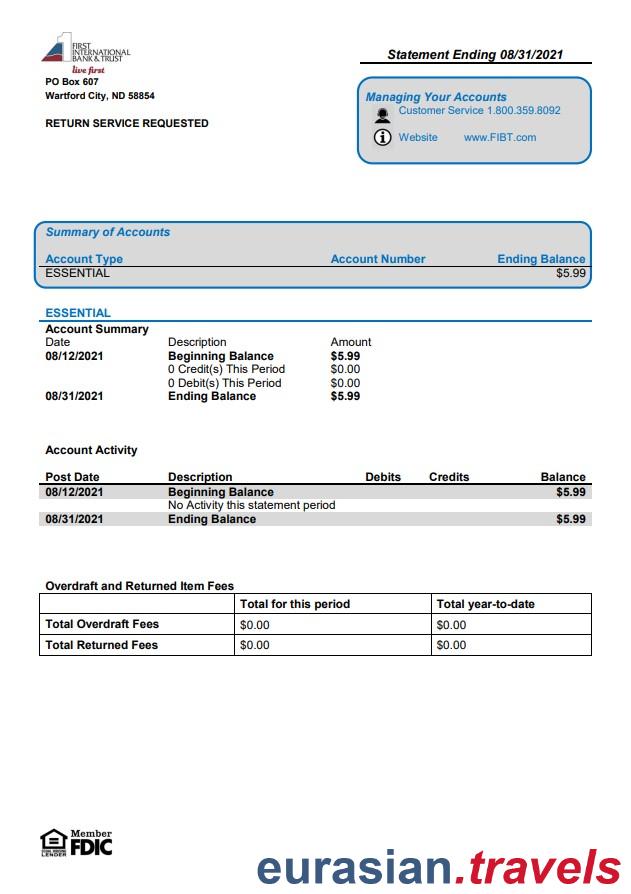 FIRST
INTERNATIONAL
BANK & TRUST
live first
PO Box 607
Wartford City, ND 58854
RETURN SERVICE REQUESTED
Statement Ending 08/31/2021
Managing Your Accounts
Customer Service 1.800.359.8092
Website www.FIBT.com
Summary of Accounts
Account Type Account Number Ending Balance
ESSENTIAL $5.99
ESSENTIAL
Account Summary
Date Description Amount
08/12/2021 Beginning Balance $5.99
0 Credit(s) This Period $0.00
0 Debit(s) This Period $0.00
08/31/2021 Ending Balance $5.99
Account Activity
Post Date Description Debits Credits Balance
08/12/2021 Beginning Balance $5.99
No Activity this statement period
08/31/2021 Ending Balance $5.99
Overdraft and Returned Item Fees
Total for this period Total year-to-date
Total Overdraft Fees $0.00 $0.00
Total Returned Fees $0.00 $0.00
Member
FDIC
LENDER
eurasian.travels